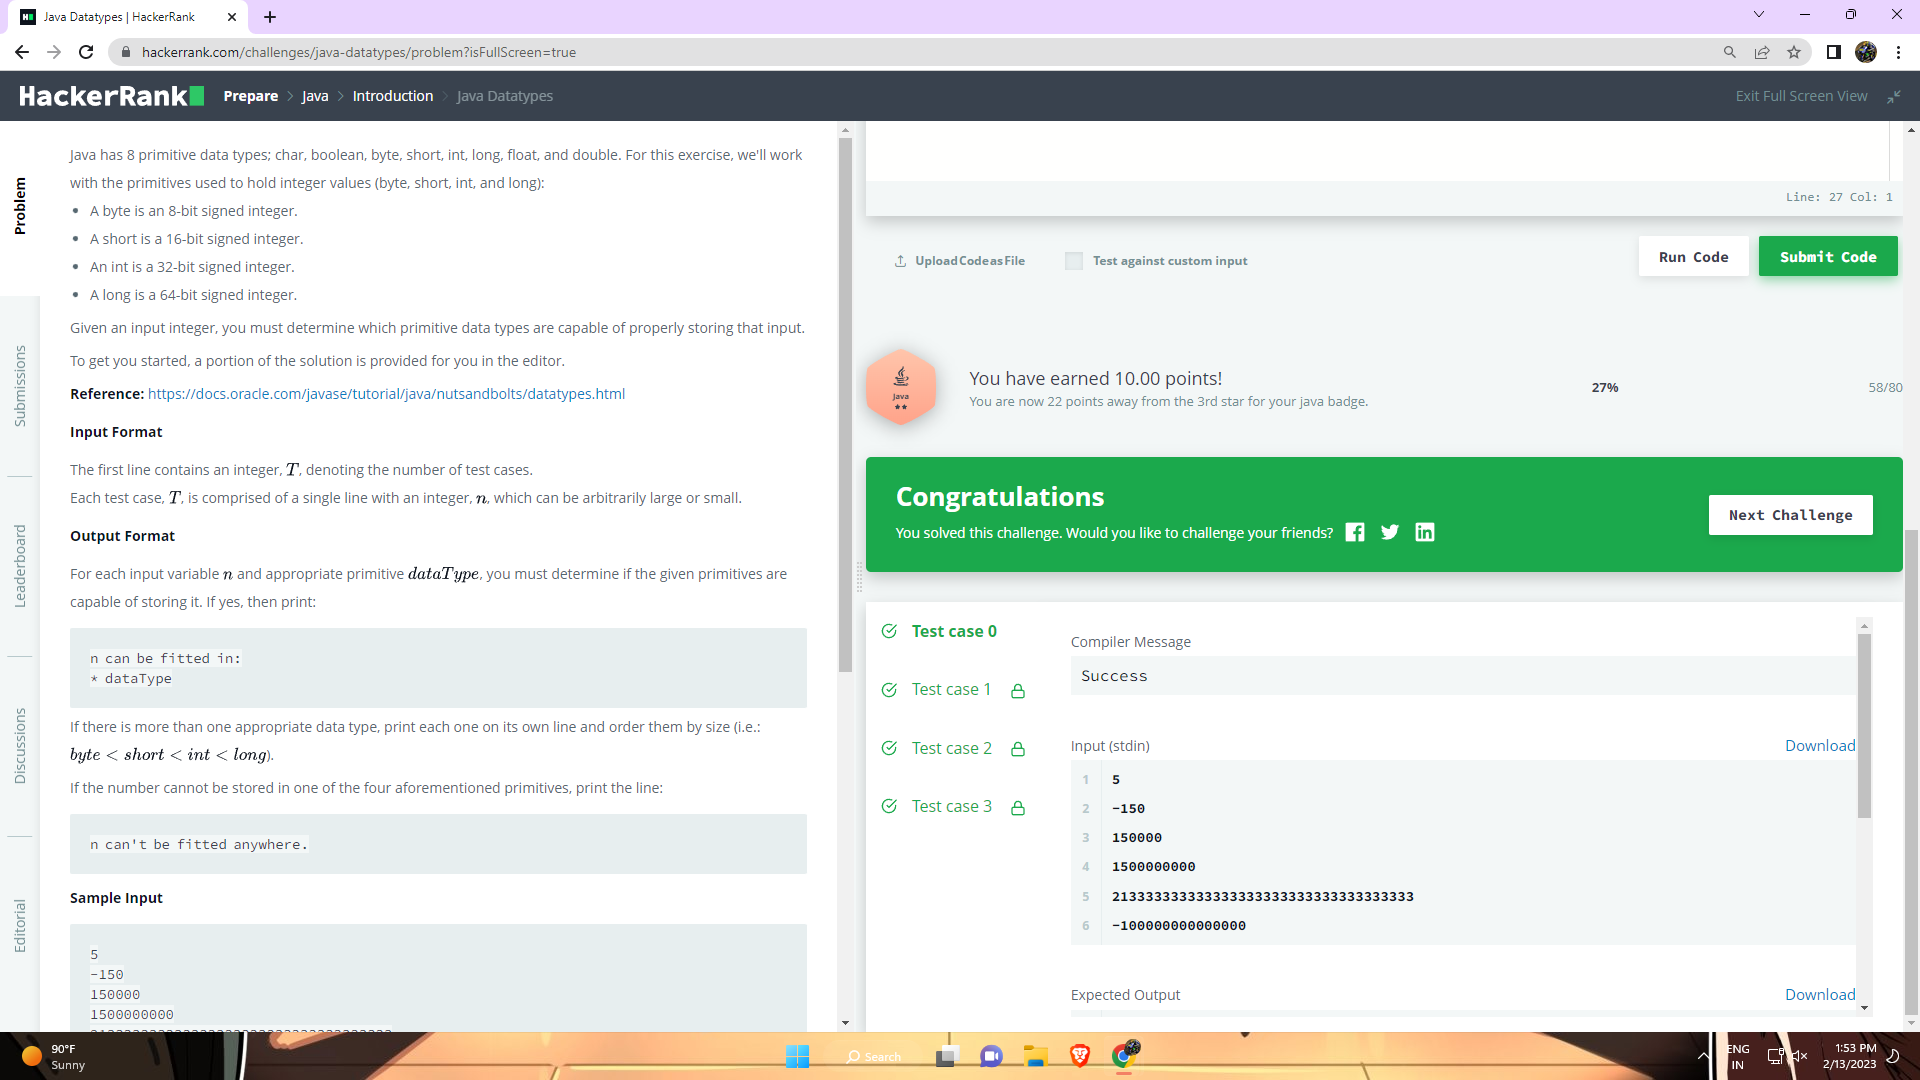 Java Datatypes | HackerRank
hackerrank.com/challenges/java-datatypes/problem?isFullScreen=true
HackerRank
Prepare > Java > Introduction > Java Datatypes
Exit Full Screen View
Problem
Submissions
Leaderboard
Discussions
Editorial
Java has 8 primitive data types; char, boolean, byte, short, int, long, float, and double. For this exercise, we'll work
with the primitives used to hold integer values (byte, short, int, and long):
• A byte is an 8-bit signed integer.
• A short is a 16-bit signed integer.
• An int is a 32-bit signed integer.
• A long is a 64-bit signed integer.
Given an input integer, you must determine which primitive data types are capable of properly storing that input.
To get you started, a portion of the solution is provided for you in the editor.
Reference: https://docs.oracle.com/javase/tutorial/java/nutsandbolts/datatypes.html
Input Format
The first line contains an integer, T, denoting the number of test cases.
Each test case, T, is comprised of a single line with an integer, n, which can be arbitrarily large or small.
Output Format
For each input variable n and appropriate primitive dataType, you must determine if the given primitives are
capable of storing it. If yes, then print:
n can be fitted in:
* dataType
If there is more than one appropriate data type, print each one on its own line and order them by size (i.e.:
byte < short < int < long).
If the number cannot be stored in one of the four aforementioned primitives, print the line:
n can't be fitted anywhere.
Sample Input
5
-150
150000
1500000000
Line: 27 Col: 1
Upload Code as File
Test against custom input
Run Code
Submit Code
Java
You have earned 10.00 points!
You are now 22 points away from the 3rd star for your java badge.
27%
58/80
Congratulations
You solved this challenge. Would you like to challenge your friends?
Next Challenge
Test case 0
Test case 1
Test case 2
Test case 3
Compiler Message
Success
Input (stdin)
Download
1 5
2 -150
3 150000
4 1500000000
5 213333333333333333333333333333333333
6 -100000000000000
Expected Output
Download
90°F
Sunny
Search
ENG
IN
1:53 PM
2/13/2023